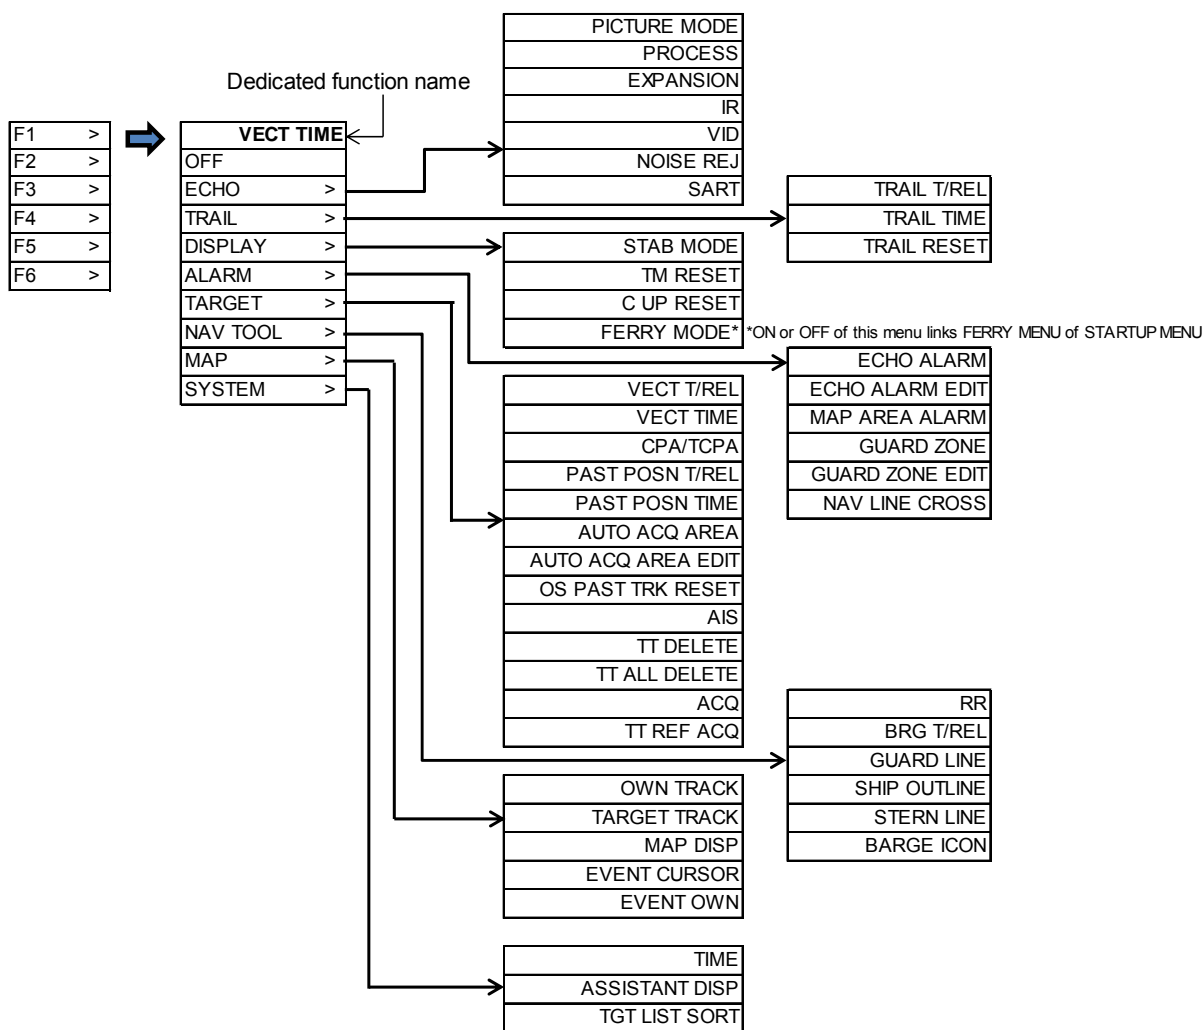 Dedicated function name
F1 >
F2 >
F3 >
F4 >
F5 >
F6 >
VECT TIME
OFF
ECHO >
TRAIL >
DISPLAY >
ALARM >
TARGET >
NAV TOOL >
MAP >
SYSTEM >
PICTURE MODE
PROCESS
EXPANSION
IR
VID
NOISE REJ
SART
TRAIL T/REL
TRAIL TIME
TRAIL RESET
STAB MODE
TM RESET
C UP RESET
FERRY MODE* *ON or OFF of this menu links FERRY MENU of STARTUP MENU
ECHO ALARM
ECHO ALARM EDIT
MAP AREA ALARM
GUARD ZONE
GUARD ZONE EDIT
NAV LINE CROSS
VECT T/REL
VECT TIME
CPA/TCPA
PAST POSN T/REL
PAST POSN TIME
AUTO ACQ AREA
AUTO ACQ AREA EDIT
OS PAST TRK RESET
AIS
TT DELETE
TT ALL DELETE
ACQ
TT REF ACQ
RR
BRG T/REL
GUARD LINE
SHIP OUTLINE
STERN LINE
BARGE ICON
OWN TRACK
TARGET TRACK
MAP DISP
EVENT CURSOR
EVENT OWN
TIME
ASSISTANT DISP
TGT LIST SORT